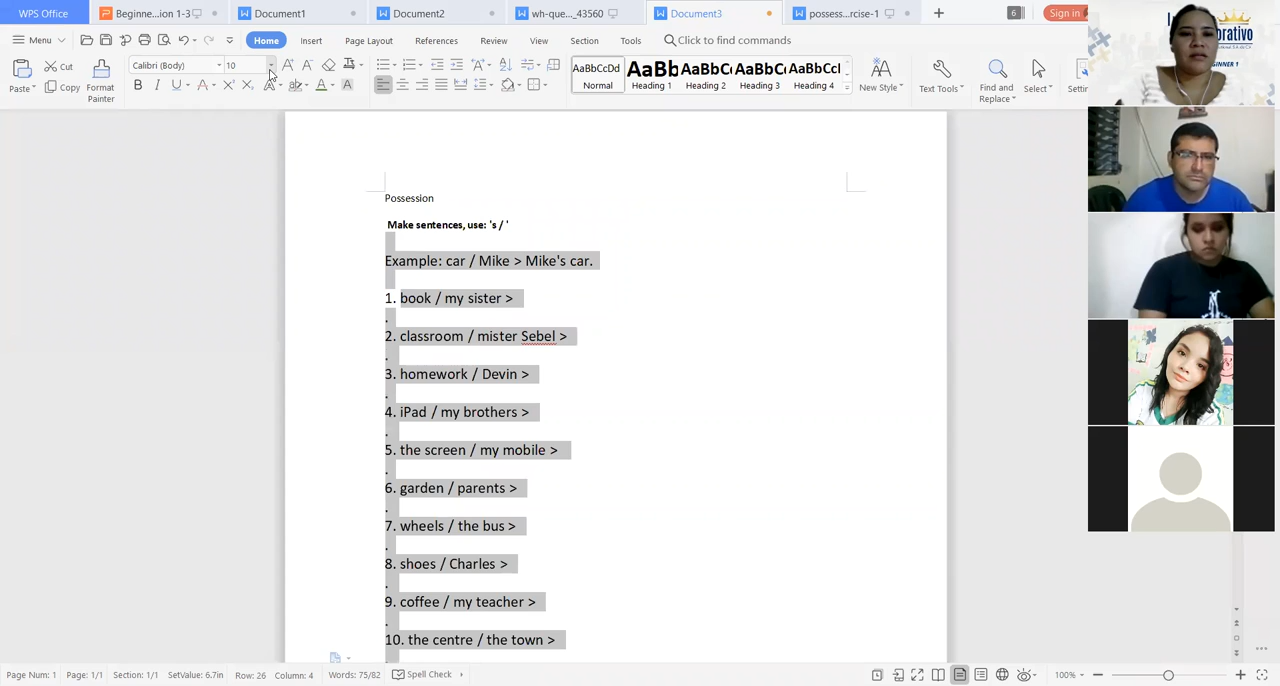 WPS Office
Beginne...ion 1-3
Document1
Document2
wh-que..._43560
Document3
possess...rcise-1
6
Sign in
Menu
Home
Insert
Page Layout
References
Review
View
Section
Tools
Click to find commands
Paste
Cut
Copy
Format Painter
Calibri (Body)
10
AaBbCcDd
Normal
AaBb
Heading 1
AaBbC
Heading 2
AaBbC
Heading 3
AaBbCcl
Heading 4
New Style
Text Tools
Find and Replace
Select
Possession
Make sentences, use: 's / '
Example: car / Mike > Mike's car.
1. book / my sister >
.
2. classroom / mister Sebel >
.
3. homework / Devin >
.
4. iPad / my brothers >
.
5. the screen / my mobile >
.
6. garden / parents >
.
7. wheels / the bus >
.
8. shoes / Charles >
.
9. coffee / my teacher >
.
10. the centre / the town >
Page Num: 1
Page: 1/1
Section: 1/1
SetValue: 6.7in
Row: 26
Column: 4
Words: 75/82
Spell Check
100%